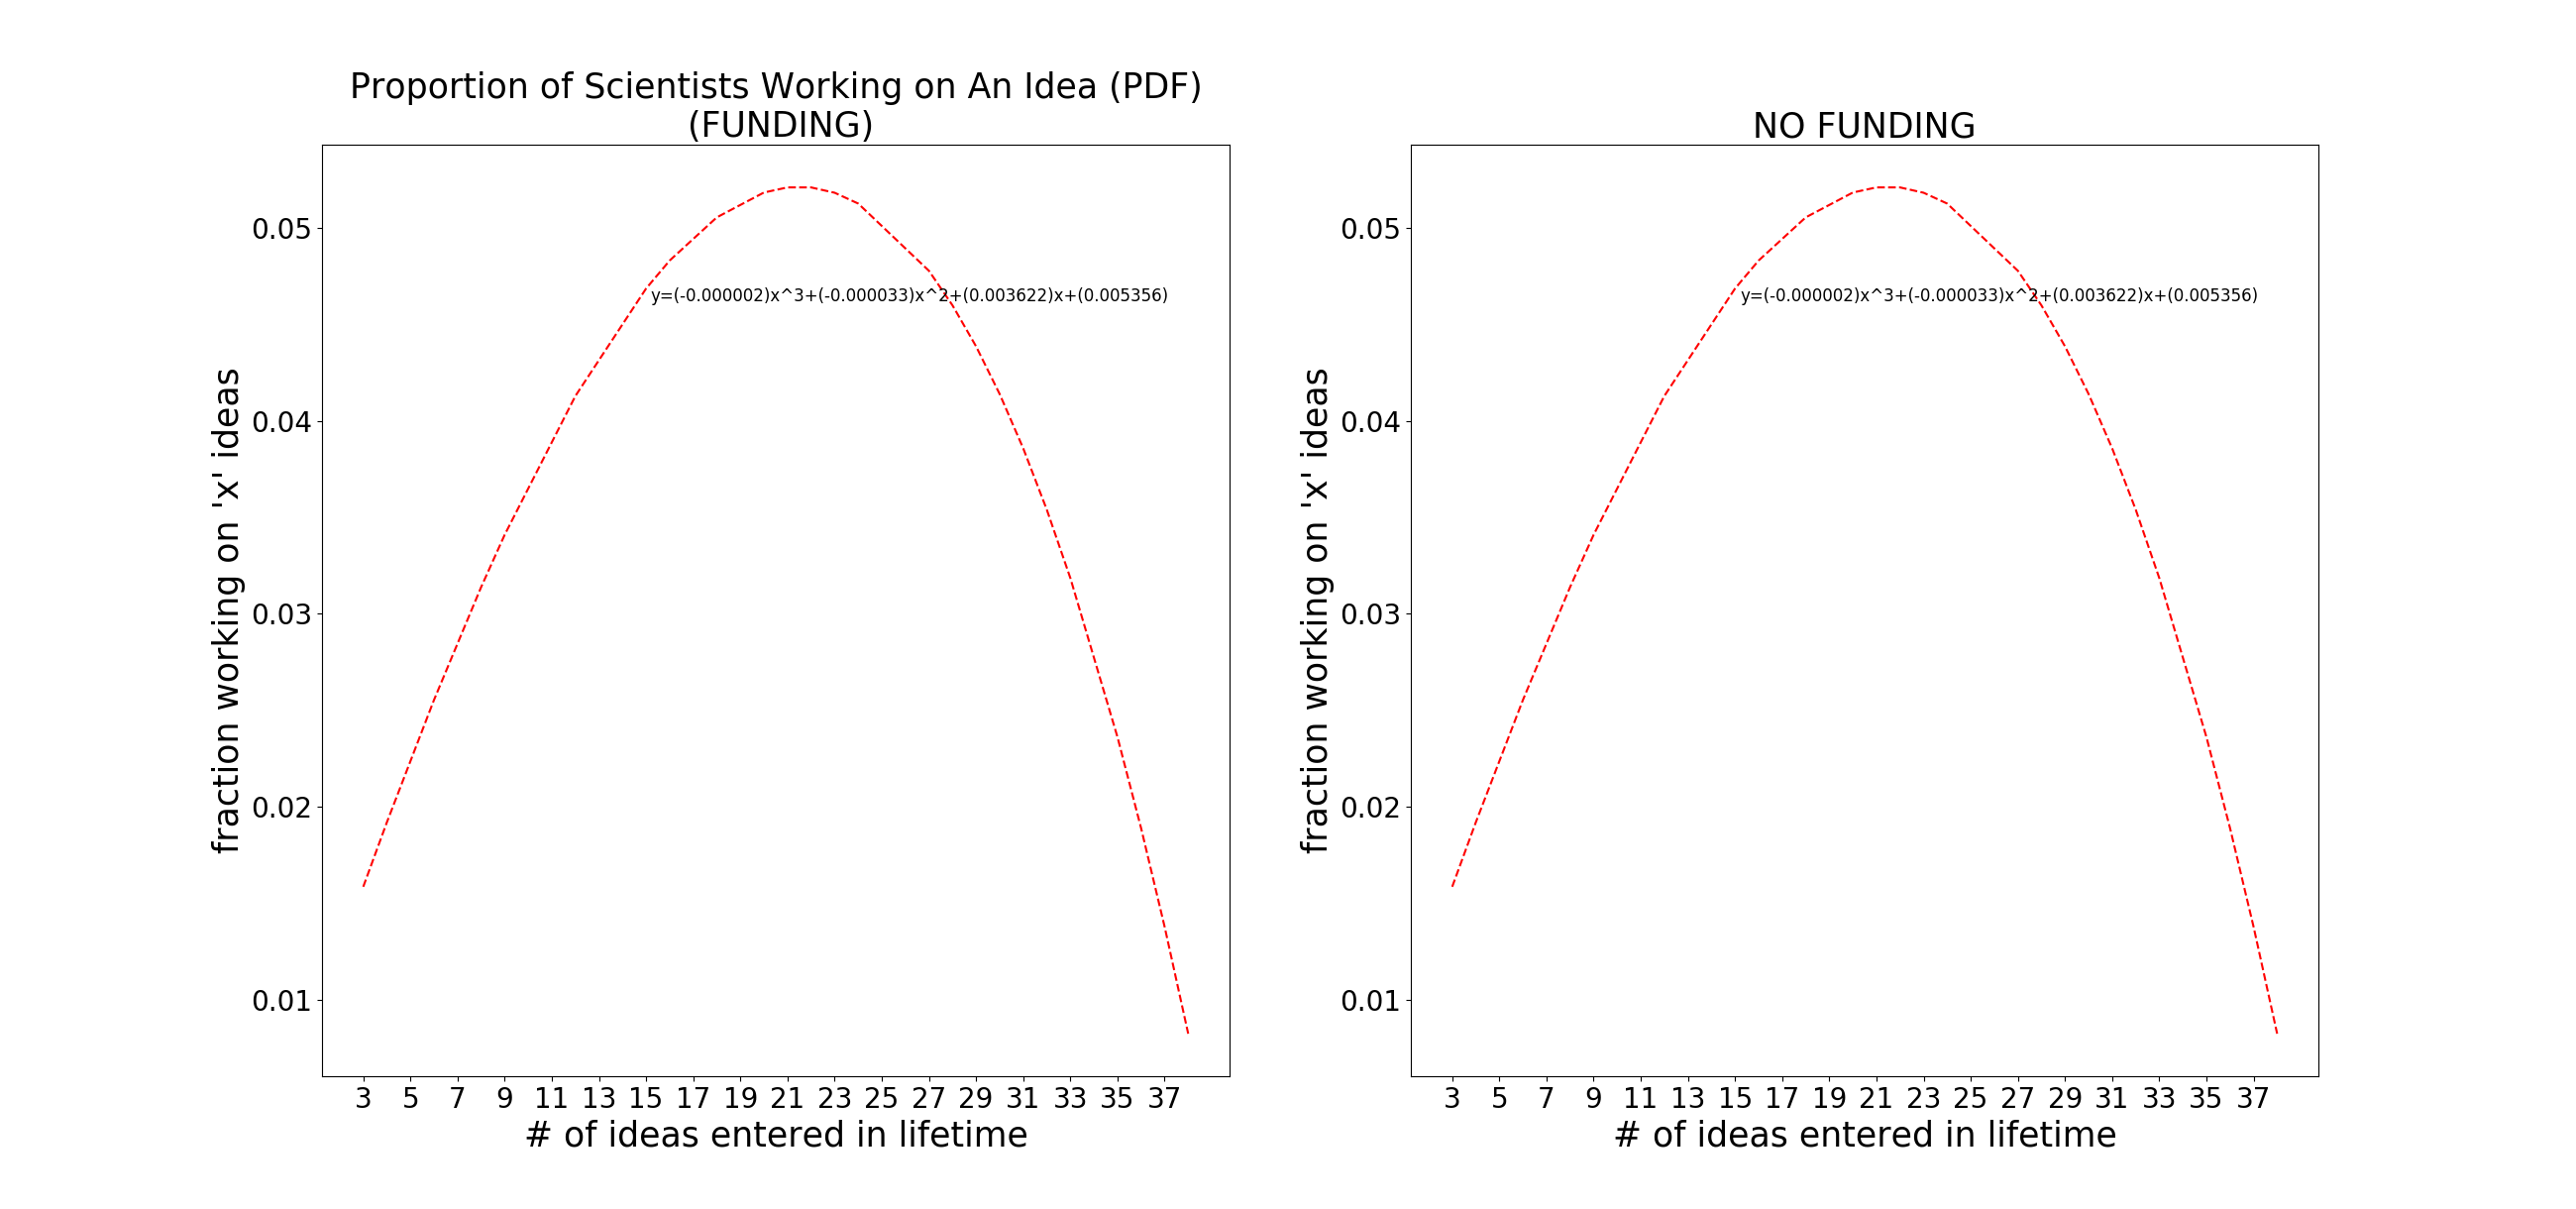 Proportion of Scientists Working on An Idea (PDF)
(FUNDING)
fraction working on 'x' ideas
0.05
0.04
0.03
0.02
0.01
y=(-0.000002)x^3+(-0.000033)x^2+(0.003622)x+(0.005356)
3 5 7 9 11 13 15 17 19 21 23 25 27 29 31 33 35 37
# of ideas entered in lifetime
NO FUNDING
fraction working on 'x' ideas
0.05
0.04
0.03
0.02
0.01
y=(-0.000002)x^3+(-0.000033)x^2+(0.003622)x+(0.005356)
3 5 7 9 11 13 15 17 19 21 23 25 27 29 31 33 35 37
# of ideas entered in lifetime